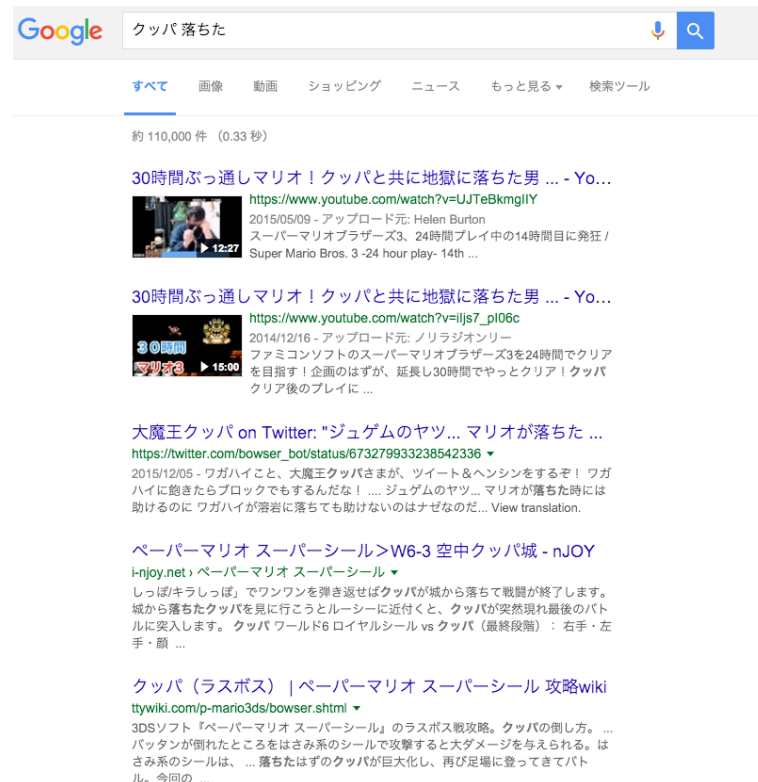 Google
クッパ 落ちた
すべて 画像 動画 ショッピング ニュース もっと見る 検索ツール
約 110,000 件 （0.33 秒）
30時間ぶっ通しマリオ！クッパと共に地獄に落ちた男 ... - Yo...
https://www.youtube.com/watch?v=UJTeBkmgIIY
2015/05/09 - アップロード元: Helen Burton
スーパーマリオブラザーズ3、24時間プレイ中の14時間目に発狂 /
Super Mario Bros. 3 -24 hour play- 14th ...
12:27
30時間ぶっ通しマリオ！クッパと共に地獄に落ちた男 ... - Yo...
https://www.youtube.com/watch?v=iIjs7_pI06c
2014/12/16 - アップロード元: ノリラジオンリー
ファミコンソフトのスーパーマリオブラザーズ3を24時間でクリア
を目指す！企画のはずが、延長し30時間でやっとクリア！クッパ
クリア後のプレイに ...
３０時間
マリオ3
15:00
大魔王クッパ on Twitter: "ジュゲムのヤツ... マリオが落ちた ...
https://twitter.com/bowser_bot/status/673279933238542336
2015/12/05 - ワガハイこと、大魔王クッパさまが、ツイート＆ヘンシンをするぞ！ ワガ
ハイに飽きたらブロックでもするんだな！ .... ジュゲムのヤツ... マリオが落ちた時には
助けるのに ワガハイが溶岩に落ちても助けないのはナゼなのだ... View translation.
ペーパーマリオ スーパーシール＞W6-3 空中クッパ城 - nJOY
i-njoy.net › ペーパーマリオ スーパーシール
しっぽ/キラしっぽ」でワンワンを弾き返せばクッパが城から落ちて戦闘が終了します。
城から落ちたクッパを見に行こうとルーシーに近付くと、クッパが突然現れ最後のバト
ルに突入します。 クッパ ワールド6 ロイヤルシール vs クッパ（最終段階）： 右手・左
手・顔 ...
クッパ（ラスボス） | ペーパーマリオ スーパーシール 攻略wiki
ttywiki.com/p-mario3ds/bowser.shtml
3DSソフト『ペーパーマリオ スーパーシール』のラスボス戦攻略。クッパの倒し方。 ...
バッタンが倒れたところをはさみ系のシールで攻撃すると大ダメージを与えられる。は
さみ系のシールは、 ... 落ちたはずのクッパが巨大化し、再び足場に登ってきてバト
ル。今回の ...